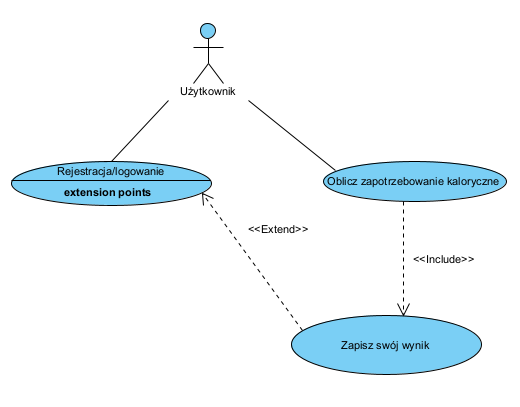 Użytkownik
Rejestracja/logowanie
extension points
Oblicz zapotrzebowanie kaloryczne
<<Extend>>
<<Include>>
Zapisz swój wynik